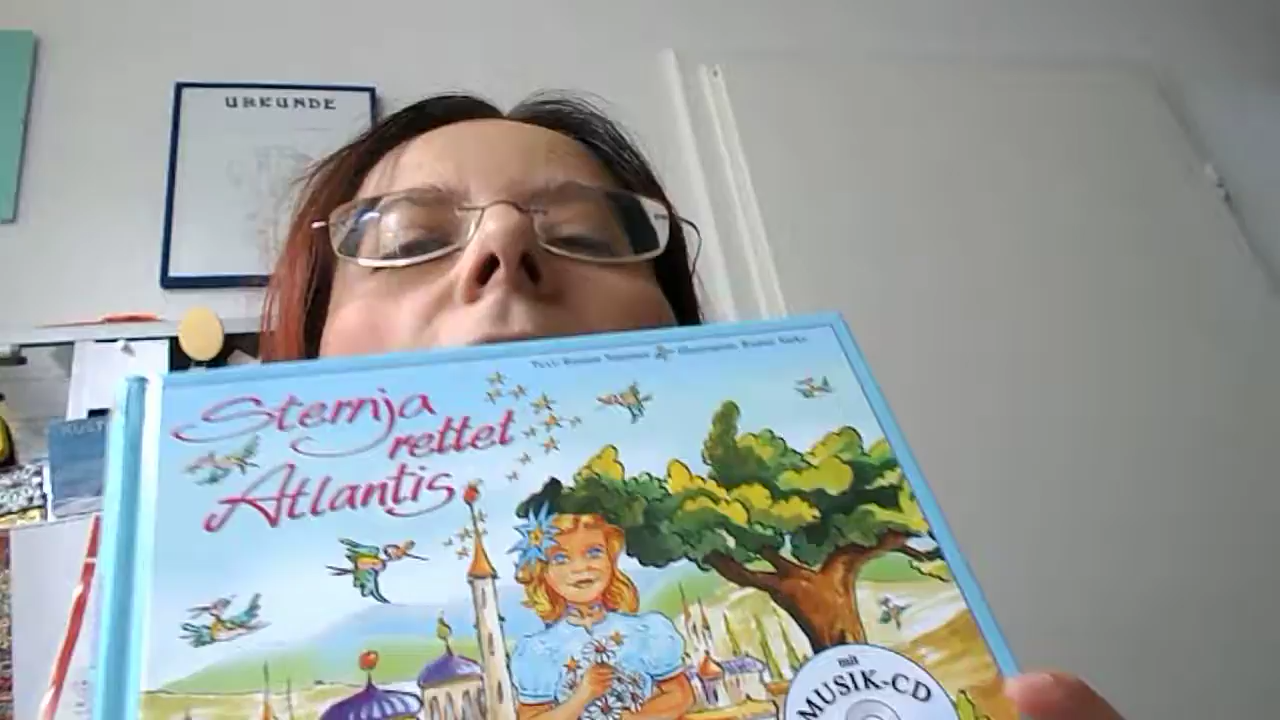 URKUNDE
Sternja
rettet
Atlantis
mit
MUSIK-CD